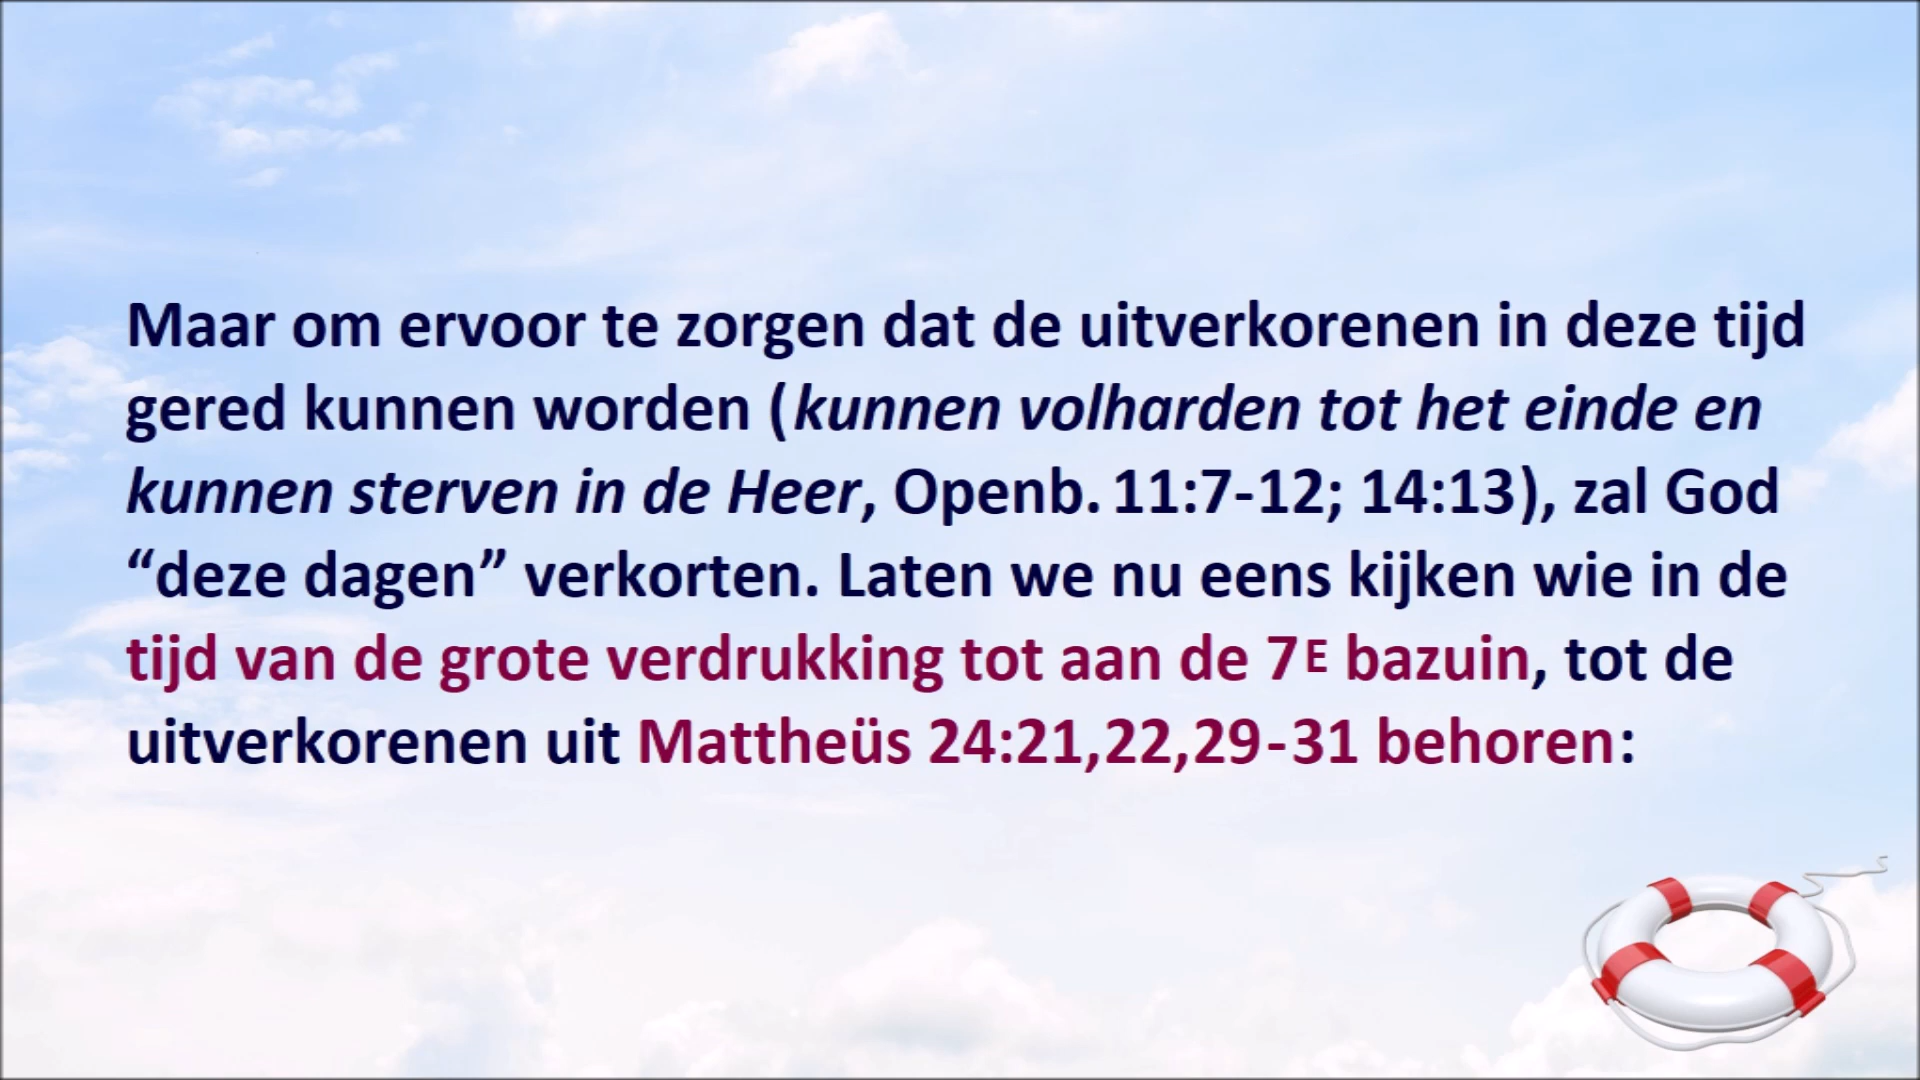 Maar om ervoor te zorgen dat de uitverkorenen in deze tijd
gered kunnen worden (kunnen volharden tot het einde en
kunnen sterven in de Heer, Openb. 11:7-12; 14:13), zal God
“deze dagen” verkorten. Laten we nu eens kijken wie in de
tijd van de grote verdrukking tot aan de 7E bazuin, tot de
uitverkorenen uit Mattheüs 24:21,22,29-31 behoren: